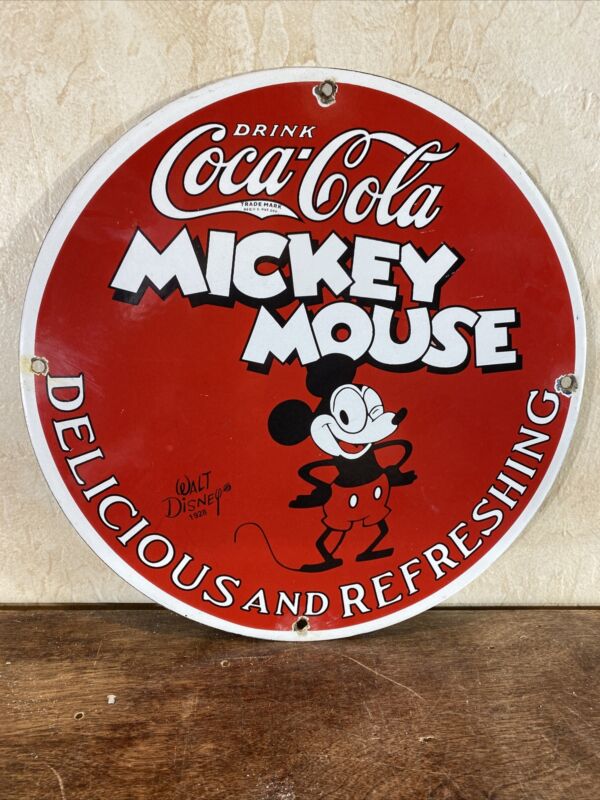 DRINK
Coca-Cola
TRADE MARK
MICKEY
MOUSE
WALT
DISNEY
1928
DELICIOUS AND REFRESHING